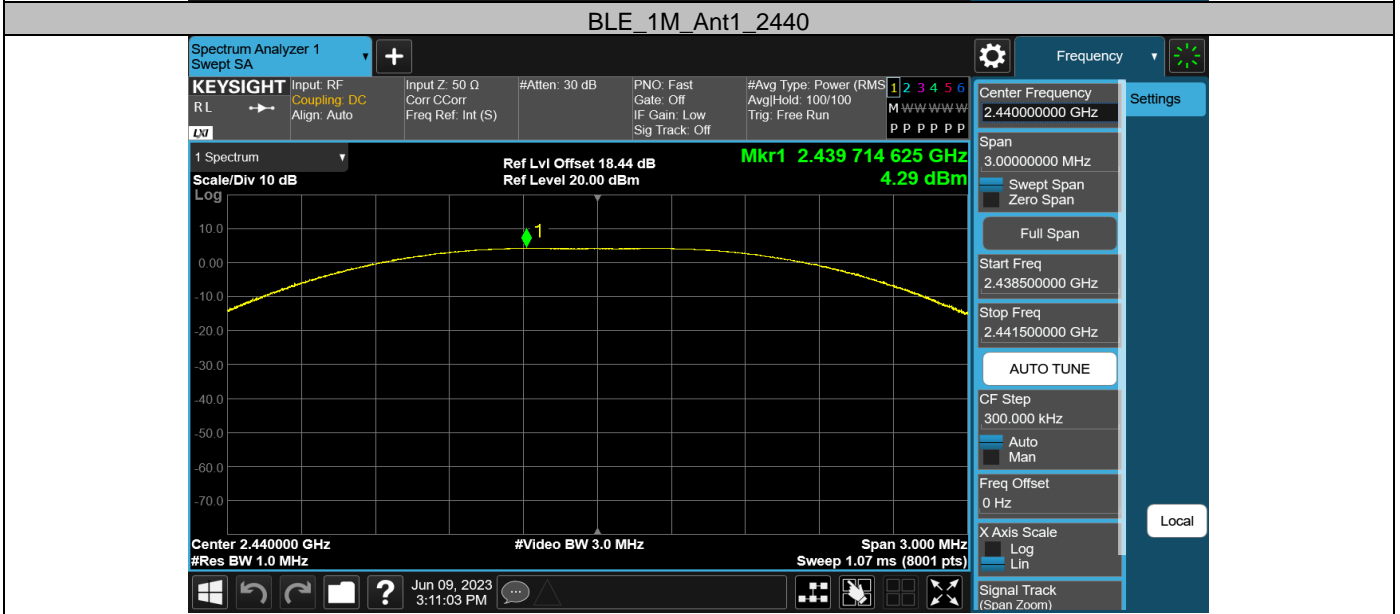 BLE_1M_Ant1_2440
Spectrum Analyzer 1
Swept SA
+
Frequency
KEYSIGHT
RL
LXI
Input: RF
Coupling: DC
Align: Auto
Input Z: 50 Ω
Corr CCorr
Freq Ref: Int (S)
#Atten: 30 dB
PNO: Fast
Gate: Off
IF Gain: Low
Sig Track: Off
#Avg Type: Power (RMS
Avg|Hold: 100/100
Trig: Free Run
1 2 3 4 5 6
M W W W W W
P P P P P P
1 Spectrum
Scale/Div 10 dB
Log
Ref Lvl Offset 18.44 dB
Ref Level 20.00 dBm
Mkr1 2.439 714 625 GHz
4.29 dBm
1
10.0
0.00
-10.0
-20.0
-30.0
-40.0
-50.0
-60.0
-70.0
Center 2.440000 GHz
#Video BW 3.0 MHz
Span 3.000 MHz
#Res BW 1.0 MHz
Sweep 1.07 ms (8001 pts)
Center Frequency
2.440000000 GHz
Settings
Span
3.00000000 MHz
Swept Span
Zero Span
Full Span
Start Freq
2.438500000 GHz
Stop Freq
2.441500000 GHz
AUTO TUNE
CF Step
300.000 kHz
Auto
Man
Freq Offset
0 Hz
X Axis Scale
Log
Lin
Local
Signal Track
(Span Zoom)
?
Jun 09, 2023
3:11:03 PM